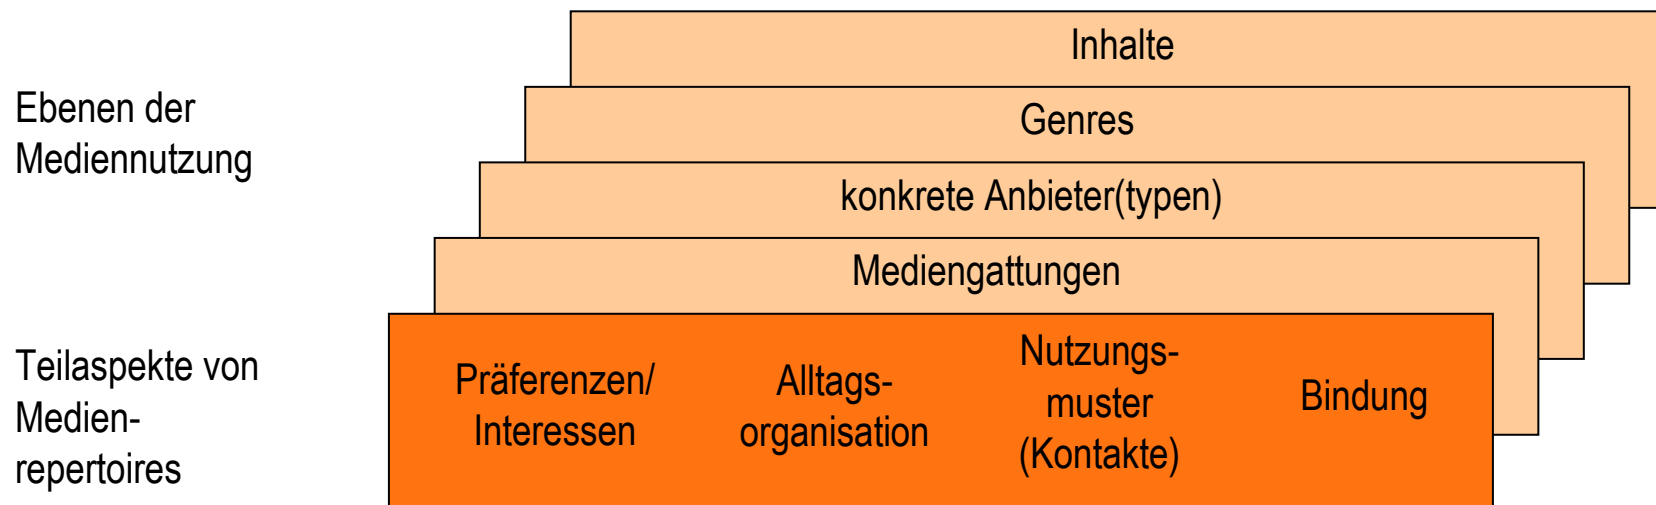 Inhalte
Ebenen der
Mediennutzung
Genres
konkrete Anbieter(typen)
Mediengattungen
Teilaspekte von
Medien-
repertoires
Präferenzen/
Interessen
Alltags-
organisation
Nutzungs-
muster
(Kontakte)
Bindung